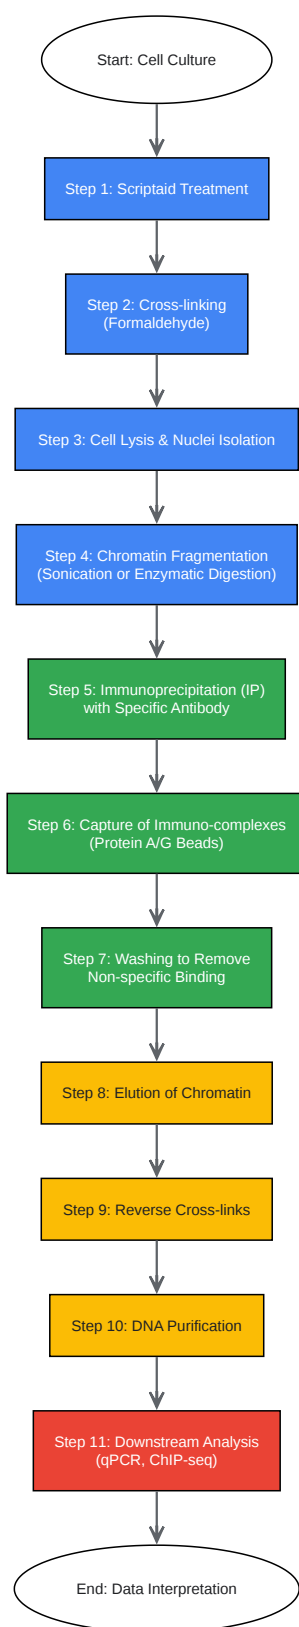 Start: Cell Culture
Step 1: Scriptaid Treatment
Step 2: Cross-linking
(Formaldehyde)
Step 3: Cell Lysis & Nuclei Isolation
Step 4: Chromatin Fragmentation
(Sonication or Enzymatic Digestion)
Step 5: Immunoprecipitation (IP)
with Specific Antibody
Step 6: Capture of Immuno-complexes
(Protein A/G Beads)
Step 7: Washing to Remove
Non-specific Binding
Step 8: Elution of Chromatin
Step 9: Reverse Cross-links
Step 10: DNA Purification
Step 11: Downstream Analysis
(qPCR, ChIP-seq)
End: Data Interpretation